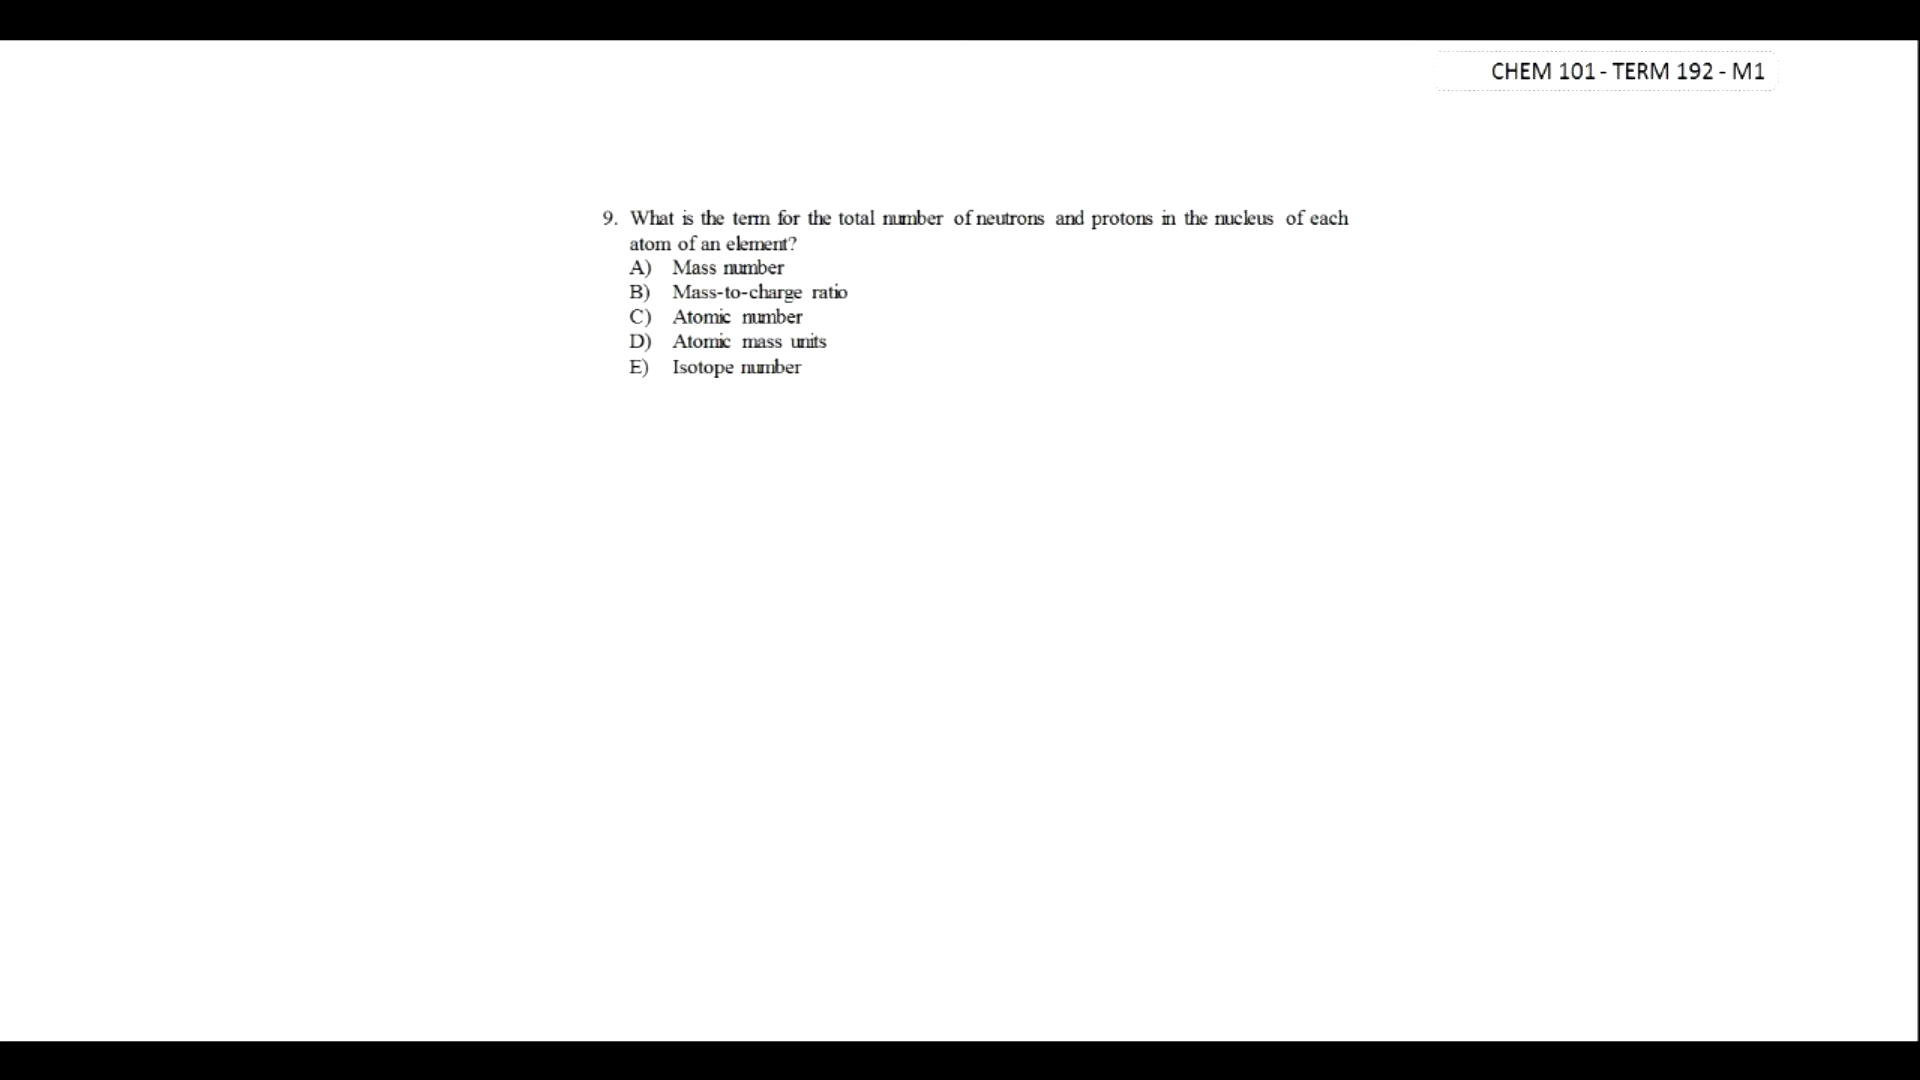 CHEM 101 - TERM 192 - M1
9. What is the term for the total number of neutrons and protons in the nucleus of each
atom of an element?
A) Mass number
B) Mass-to-charge ratio
C) Atomic number
D) Atomic mass units
E) Isotope number